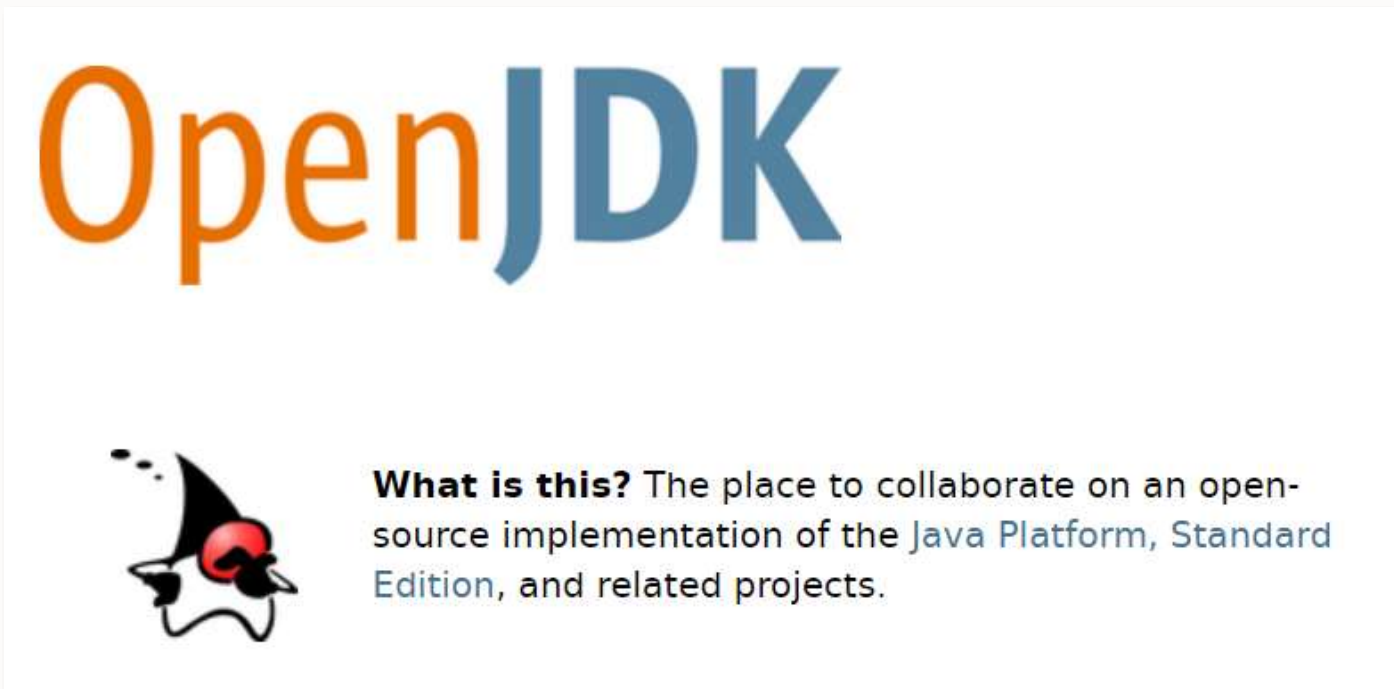 OpenJDK
What is this? The place to collaborate on an open-
source implementation of the Java Platform, Standard
Edition, and related projects.